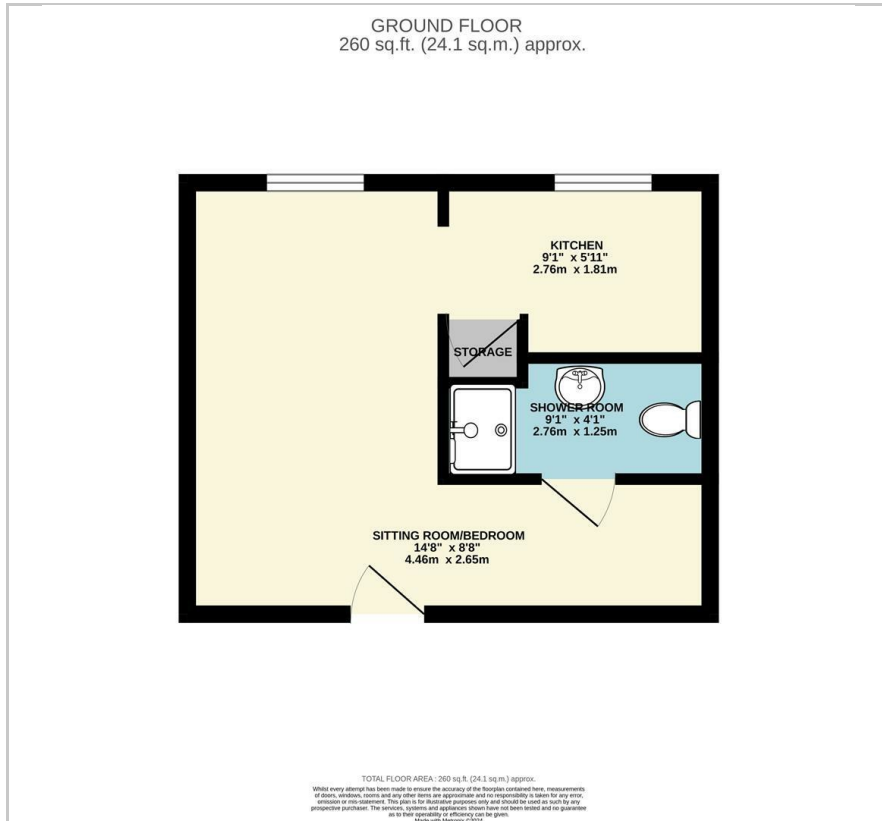 GROUND FLOOR
260 sq.ft. (24.1 sq.m.) approx.
KITCHEN
9'1" x 5'11"
2.76m x 1.81m
STORAGE
SHOWER ROOM
9'1" x 4'1"
2.76m x 1.25m
SITTING ROOM/BEDROOM
14'8" x 8'8"
4.46m x 2.65m
TOTAL FLOOR AREA : 260 sq.ft. (24.1 sq.m.) approx.
Whilst every attempt has been made to ensure the accuracy of the floorplan contained here, measurements
of doors, windows, rooms and any other items are approximate and no responsibility is taken for any error,
omission or mis-statement. This plan is for illustrative purposes only and should be used as such by any
prospective purchaser. The services, systems and appliances shown have not been tested and no guarantee
as to their operability or efficiency can be given.
Made with Metropix ©2024